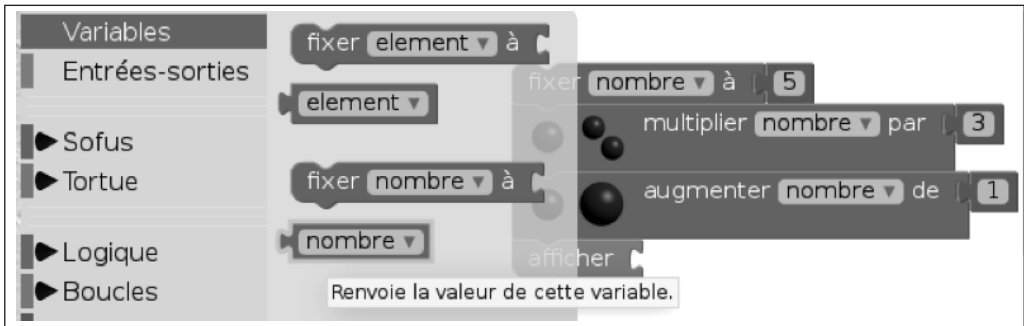 Variables
Entrées-sorties
Sofus
Tortue
Logique
Boucles
fixer element ▾ à
element ▾
fixer nombre ▾ à
nombre ▾
Renvoie la valeur de cette variable.
fixer nombre ▾ à 5
multiplier nombre ▾ par 3
augmenter nombre ▾ de 1
afficher